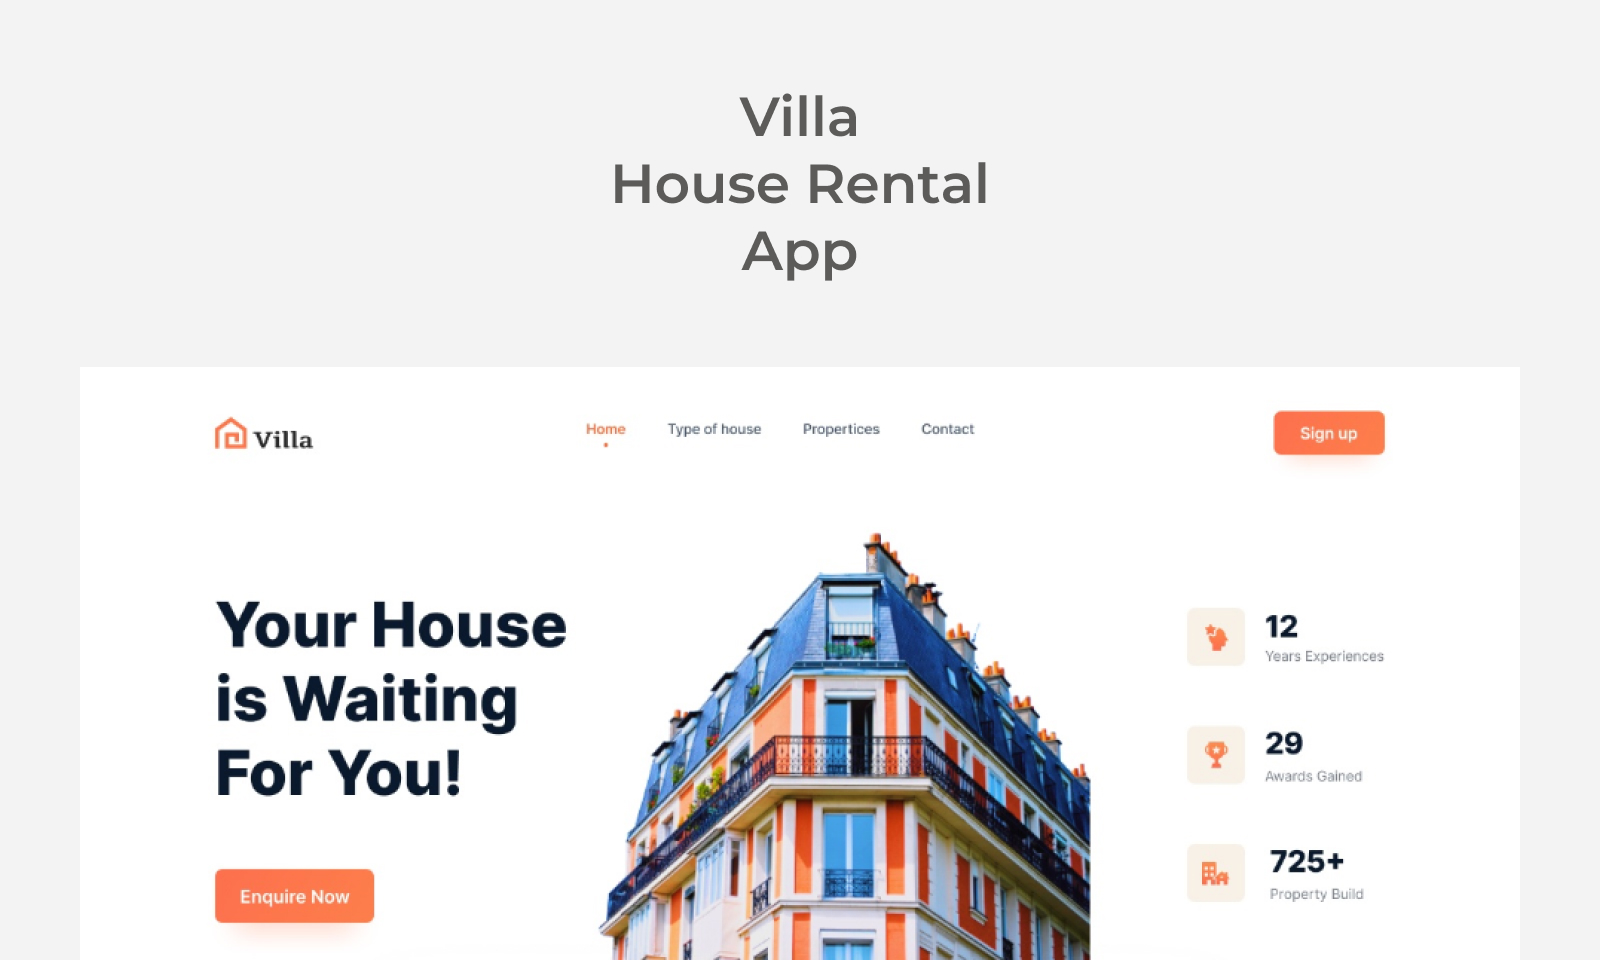 Villa
House Rental
App
Villa
Home
Type of house
Propertices
Contact
Sign up
Your House
is Waiting
For You!
Enquire Now
12
Years Experiences
29
Awards Gained
725+
Property Build